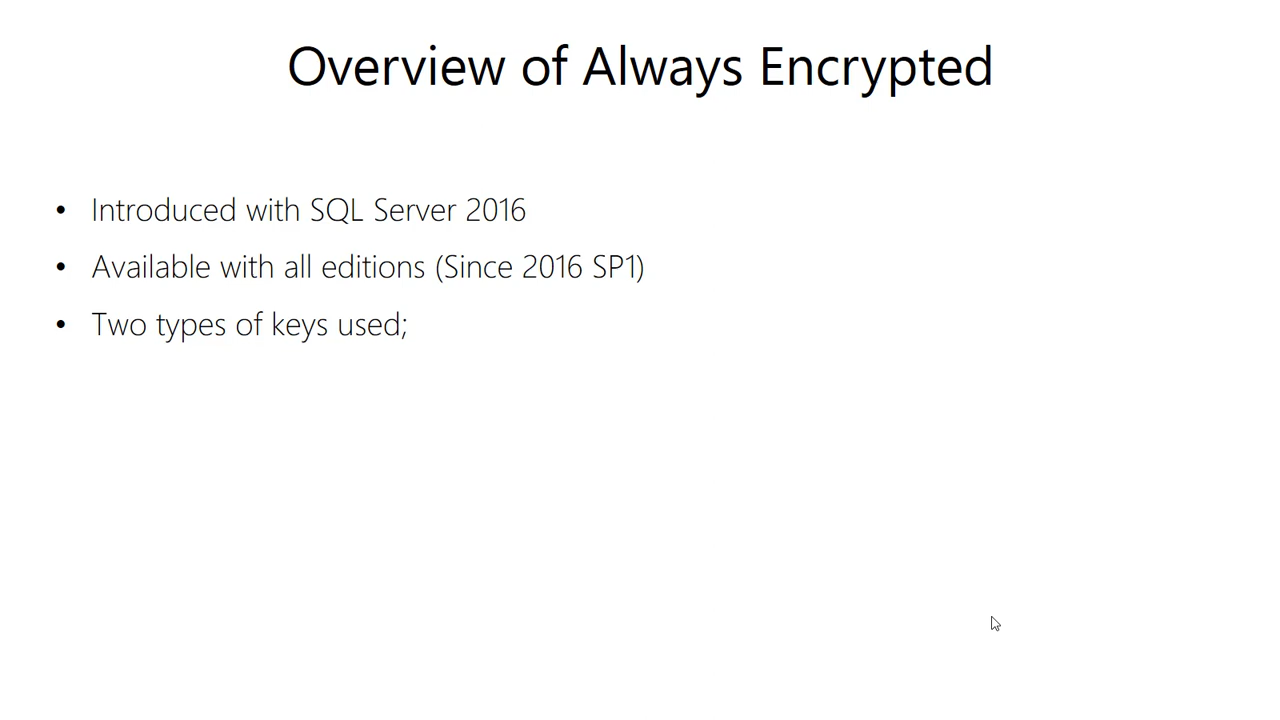 Overview of Always Encrypted
• Introduced with SQL Server 2016
• Available with all editions (Since 2016 SP1)
• Two types of keys used;